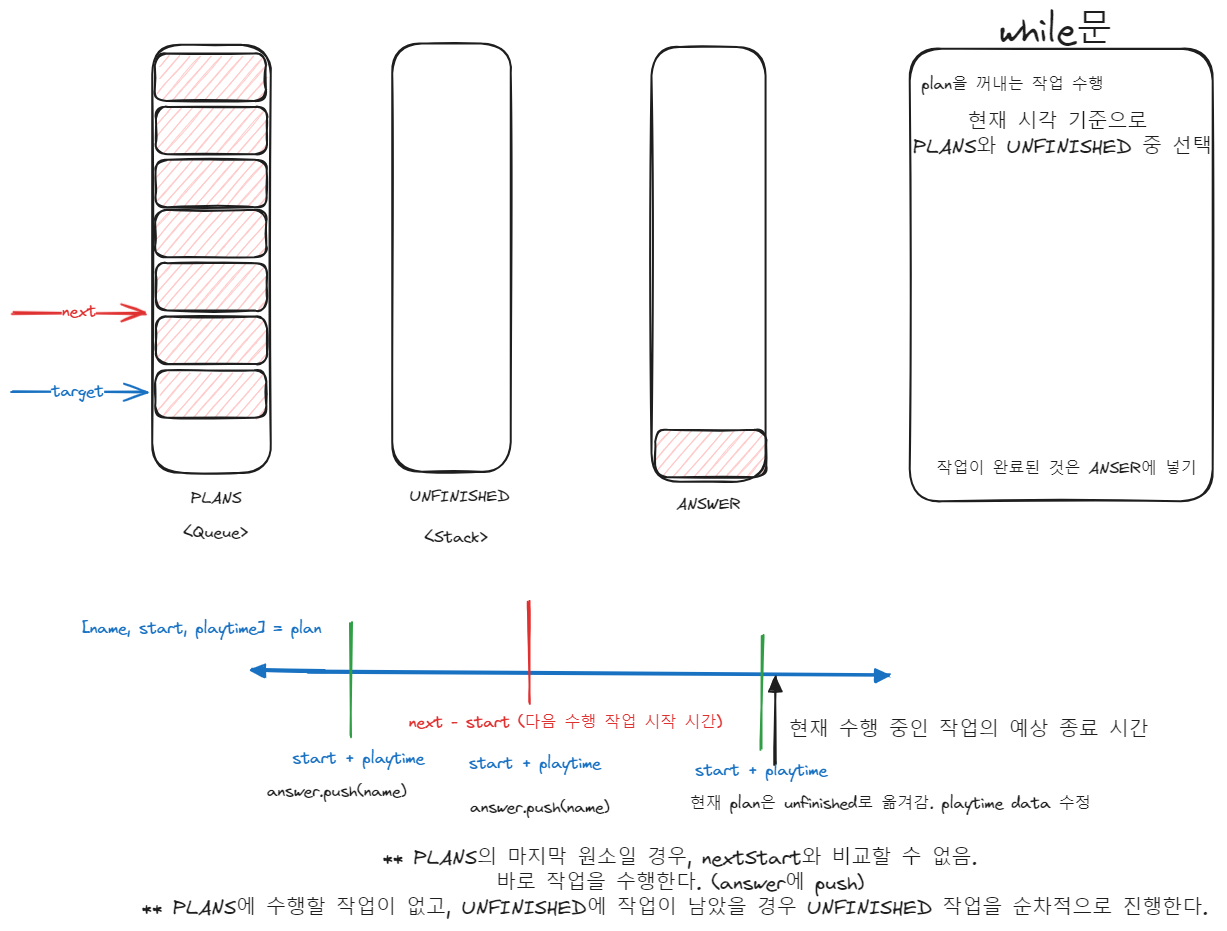 while문
plan을 꺼내는 작업 수행
현재 시각 기준으로
PLANS와 UNFINISHED 중 선택
next
target
작업이 완료된 것은 ANSER에 넣기
PLANS
<Queue>
UNFINISHED
<Stack>
ANSWER
[name, start, playtime] = plan
next - start (다음 수행 작업 시작 시간)
현재 수행 중인 작업의 예상 종료 시간
start + playtime
answer.push(name)
start + playtime
answer.push(name)
start + playtime
현재 plan은 unfinished로 옮겨감. playtime data 수정
** PLANS의 마지막 원소일 경우, nextStart와 비교할 수 없음.
바로 작업을 수행한다. (answer에 push)
** PLANS에 수행할 작업이 없고, UNFINISHED에 작업이 남았을 경우 UNFINISHED 작업을 순차적으로 진행한다.